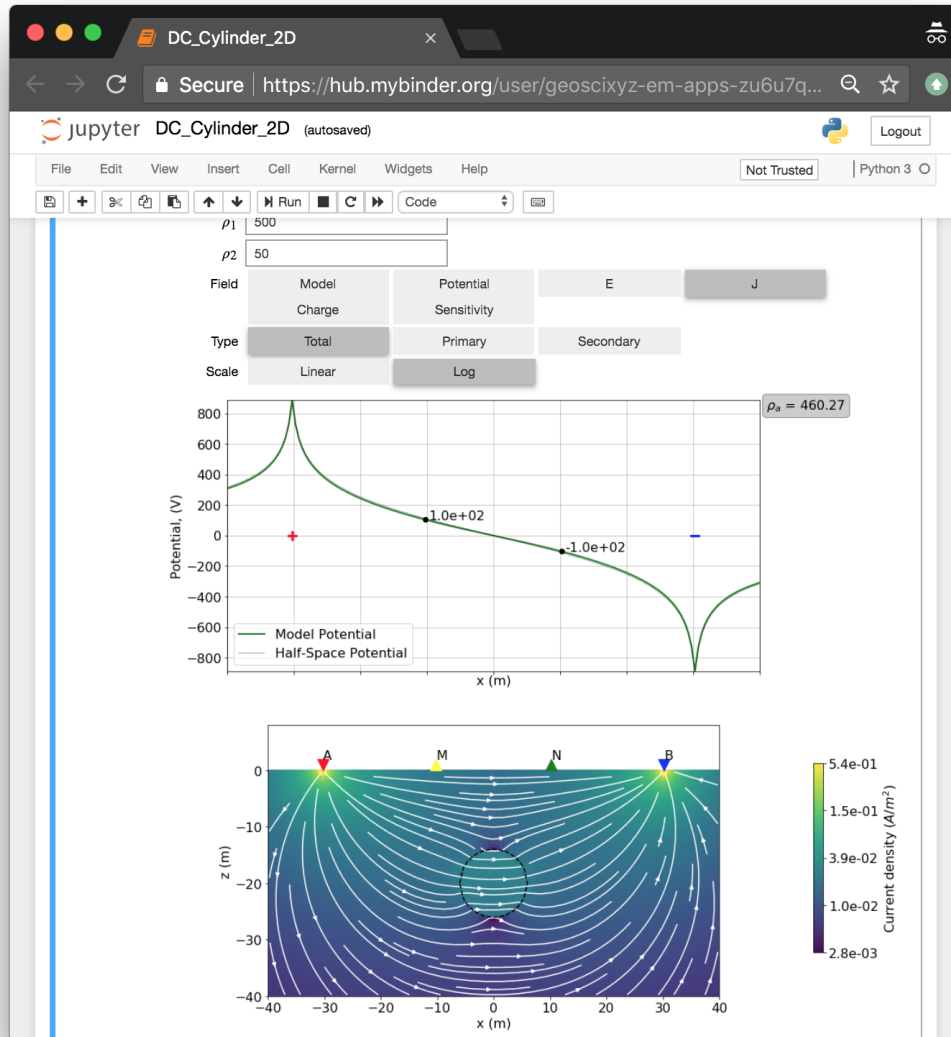 DC_Cylinder_2D ×
Secure | https://hub.mybinder.org/user/geoscixyz-em-apps-zu6u7q...
jupyter DC_Cylinder_2D (autosaved) Logout
File Edit View Insert Cell Kernel Widgets Help Not Trusted Python 3
Run Code
ρ1 500
ρ2 50
Field Model Potential E J
Charge Sensitivity
Type Total Primary Secondary
Scale Linear Log
ρa = 460.27
800
600
400
200
0
−200
−400
−600
−800
Potential, (V)
1.0e+02
-1.0e+02
+
−
Model Potential
Half-Space Potential
x (m)
A M N B
0
−10
−20
−30
−40
z (m)
−40 −30 −20 −10 0 10 20 30 40
x (m)
5.4e-01
1.5e-01
3.9e-02
1.0e-02
2.8e-03
Current density (A/m²)